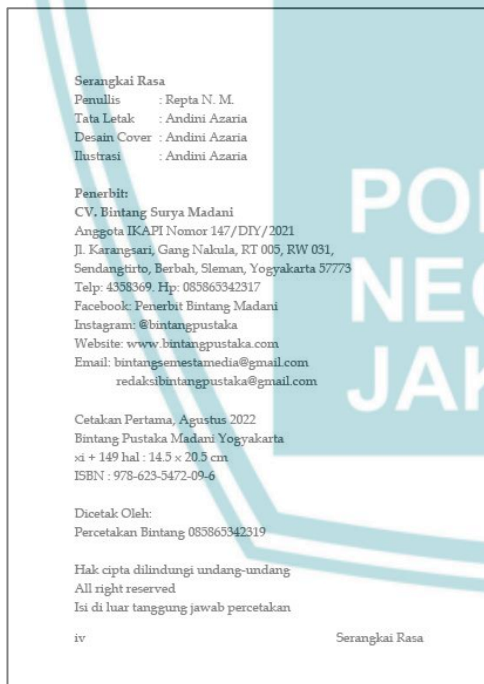 Serangkai Rasa
Penullis : Repta N. M.
Tata Letak : Andini Azaria
Desain Cover : Andini Azaria
Ilustrasi : Andini Azaria
Penerbit:
CV. Bintang Surya Madani
Anggota IKAPI Nomor 147/DIY/2021
Jl. Karangsari, Gang Nakula, RT 005, RW 031,
Sendangtirto, Berbah, Sleman, Yogyakarta 57773
Telp: 4358369. Hp: 085865342317
Facebook: Penerbit Bintang Madani
Instagram: @bintangpustaka
Website: www.bintangpustaka.com
Email: bintangsemestamedia@gmail.com
redaksibintangpustaka@gmail.com
Cetakan Pertama, Agustus 2022
Bintang Pustaka Madani Yogyakarta
xi + 149 hal : 14.5 x 20.5 cm
ISBN : 978-623-5472-09-6
Dicetak Oleh:
Percetakan Bintang 085865342319
Hak cipta dilindungi undang-undang
All right reserved
Isi di luar tanggung jawab percetakan
iv Serangkai Rasa